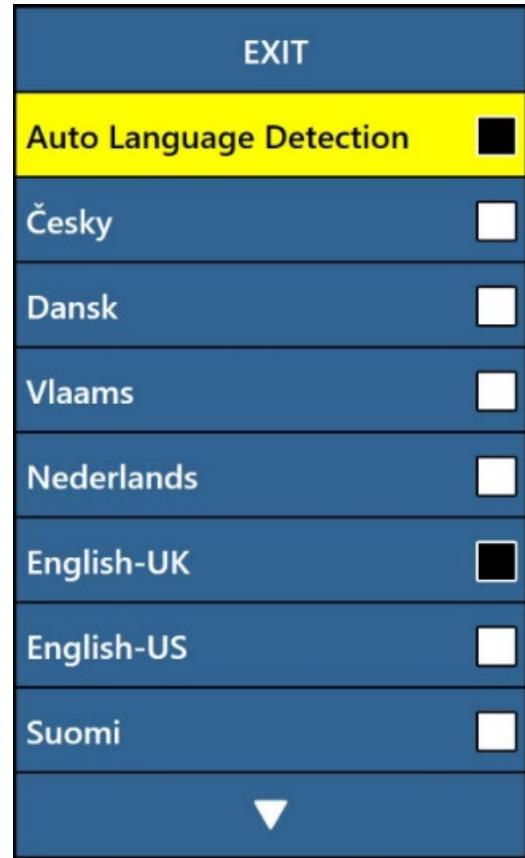 EXIT
Auto Language Detection
Česky
Dansk
Vlaams
Nederlands
English-UK
English-US
Suomi